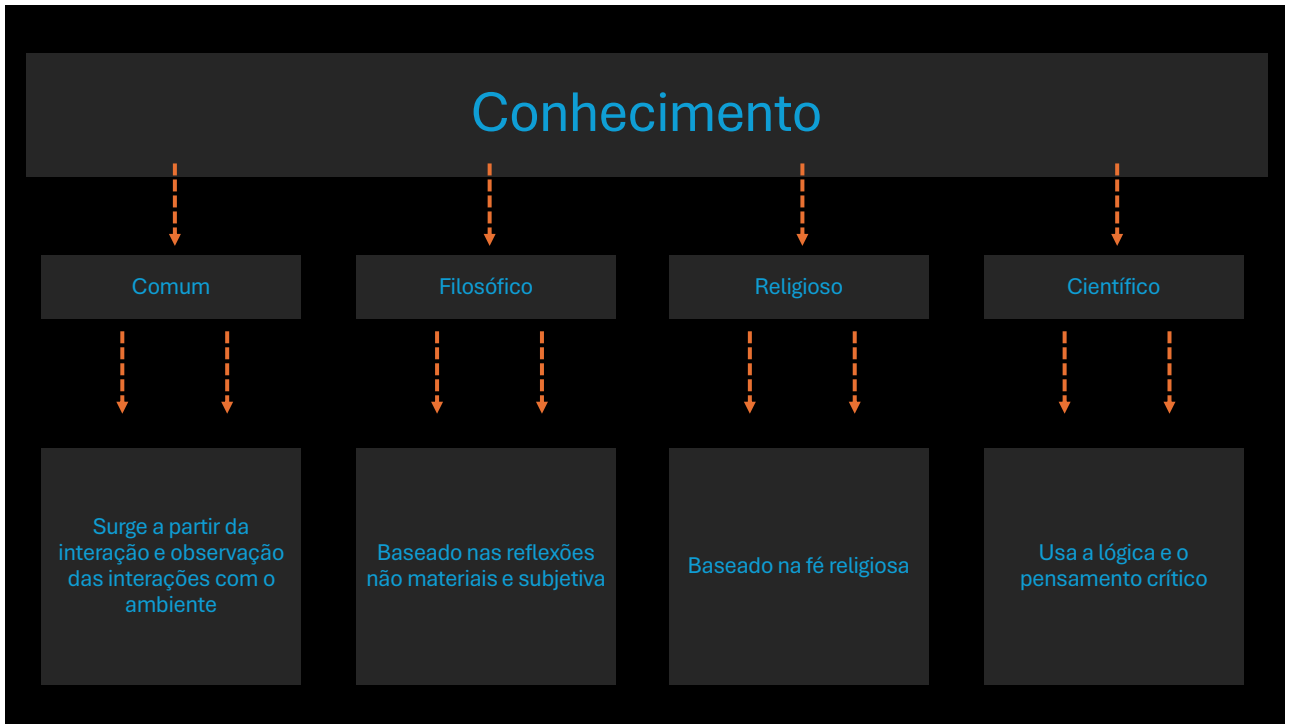 Conhecimento
Comum
Filosófico
Religioso
Científico
Surge a partir da
interação e observação
das interações com o
ambiente
Baseado nas reflexões
não materiais e subjetiva
Baseado na fé religiosa
Usa a lógica e o
pensamento crítico